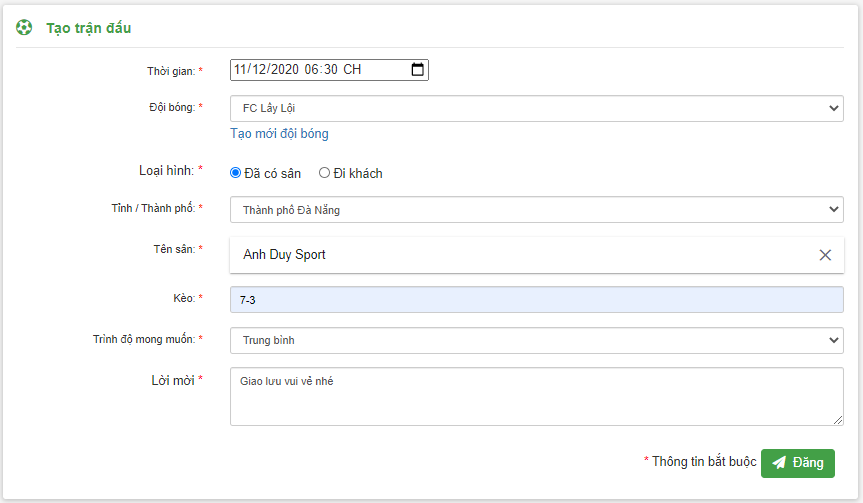 Tạo trận đấu
Thời gian: * 11/12/2020 06:30 CH
Đội bóng: * FC Lầy Lội
Tạo mới đội bóng
Loại hình: * Đã có sân Đi khách
Tỉnh / Thành phố: * Thành phố Đà Nẵng
Tên sân: * Anh Duy Sport
Kèo: * 7-3
Trình độ mong muốn: * Trung bình
Lời mời * Giao lưu vui vẻ nhé
* Thông tin bắt buộc Đăng